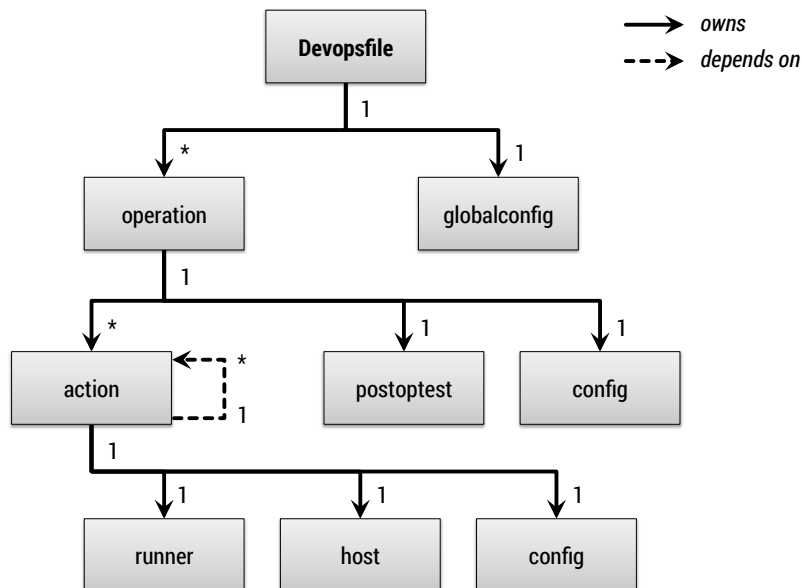 Devopsfile
owns
depends on
1
*
1
operation
globalconfig
1
*
1
1
action
*
1
postoptest
config
1
1
1
1
runner
host
config